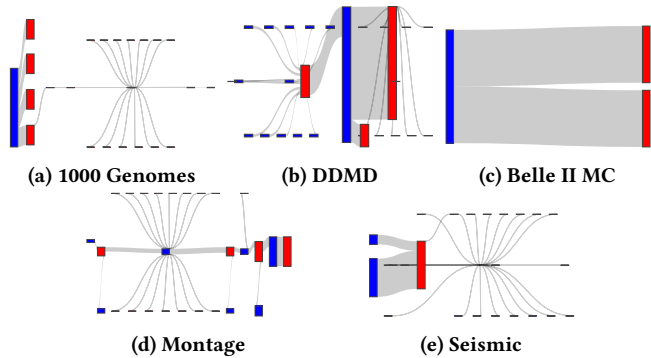 (a) 1000 Genomes
(b) DDMD
(c) Belle II MC
(d) Montage
(e) Seismic